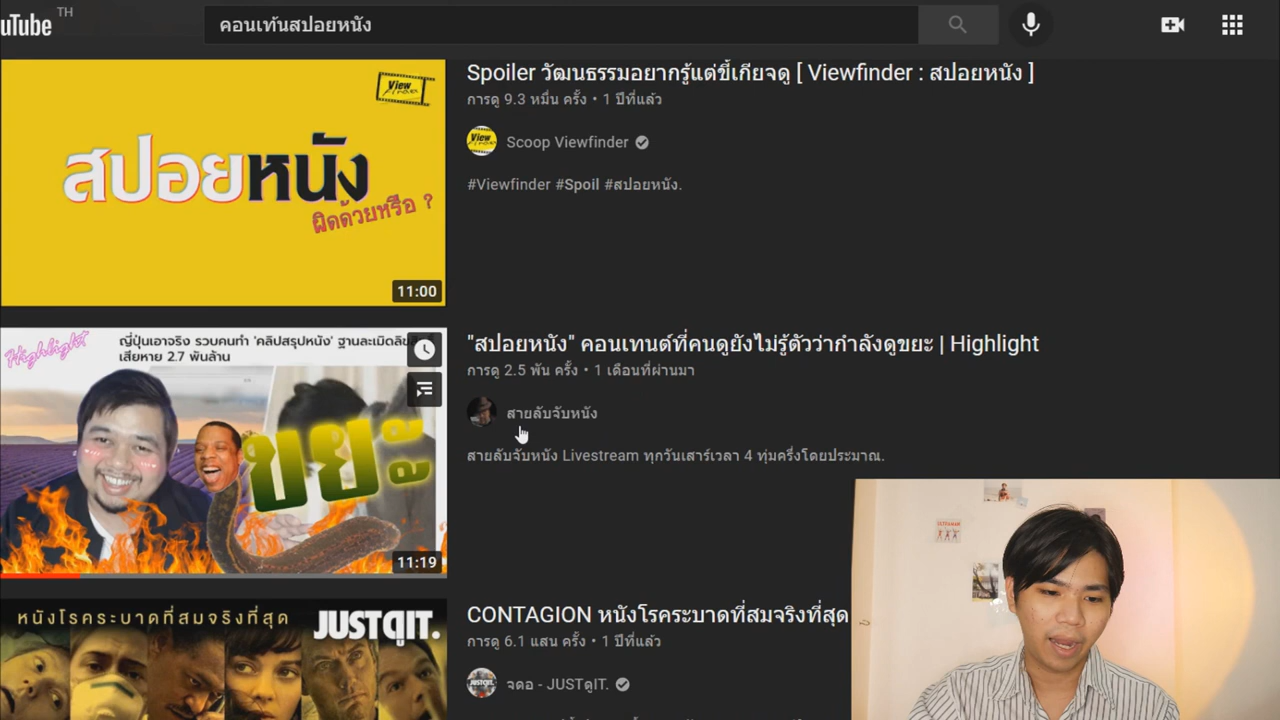 uTube TH
คอนเท้นสปอยหนัง
View
finder
สปอยหนัง
ผิดด้วยหรือ ?
11:00
Spoiler วัฒนธรรมอยากรู้แต่ขี้เกียจดู [ Viewfinder : สปอยหนัง ]
การดู 9.3 หมื่น ครั้ง • 1 ปีที่แล้ว
Scoop Viewfinder
#Viewfinder #Spoil #สปอยหนัง.
Highlight
ญี่ปุ่นเอาจริง รวบคนทำ 'คลิปสรุปหนัง' ฐานละเมิดลิขสิ
เสียหาย 2.7 พันล้าน
ขยะ
11:19
"สปอยหนัง" คอนเทนต์ที่คนดูยังไม่รู้ตัวว่ากำลังดูขยะ | Highlight
การดู 2.5 พัน ครั้ง • 1 เดือนที่ผ่านมา
สายลับจับหนัง
สายลับจับหนัง Livestream ทุกวันเสาร์เวลา 4 ทุ่มครึ่งโดยประมาณ.
หนังโรคระบาดที่สมจริงที่สุด
JUSTดูIT.
CONTAGION หนังโรคระบาดที่สมจริงที่สุด
การดู 6.1 แสน ครั้ง • 1 ปีที่แล้ว
จดอ - JUSTดูIT.